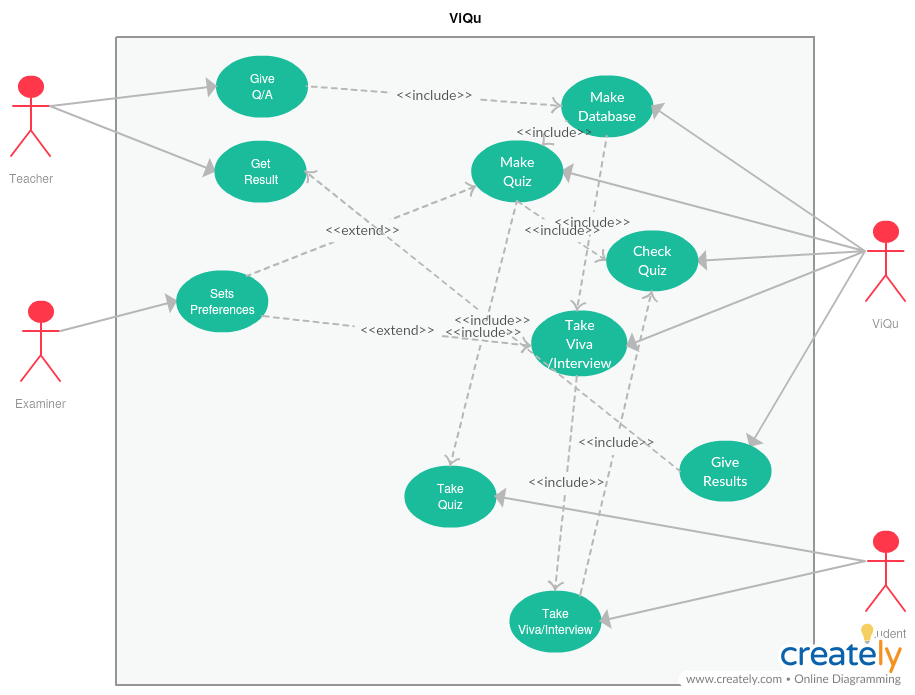 ViQu
Give
Q/A
<<include>>
Make
Database
<<include>>
Teacher
Get
Result
Make
Quiz
<<include>>
<<extend>>
<<include>>
Check
Quiz
Sets
Preferences
ViQu
<<include>>
<<extend>>
<<include>>
Take
Viva
/Interview
Examiner
<<include>>
Give
Results
<<include>>
Take
Quiz
Take
Viva/Interview
creately
www.creately.com • Online Diagramming